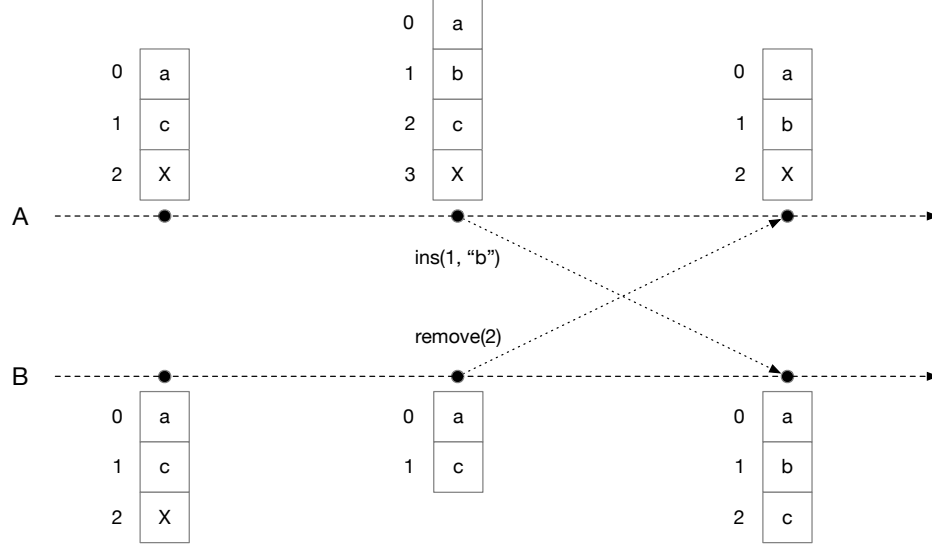 0 a
0 a 0 a
1 b
1 c 1 b
2 c
2 X 2 X
3 X
A
ins(1, “b”)
remove(2)
B
0 a 0 a 0 a
1 c 1 c 1 b
2 X 2 c